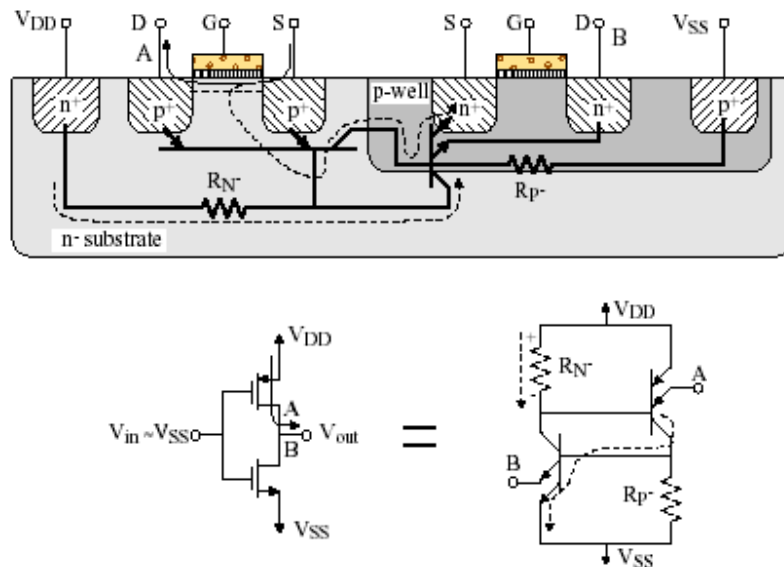 VDD D G S S G D VSS
A B
p-well
n+ p+ p+ n+ n+ p+
RN- RP-
n- substrate
VDD VDD
+
RN- A
A
Vin ~VSS Vout = -
B
B
RP-
VSS VSS